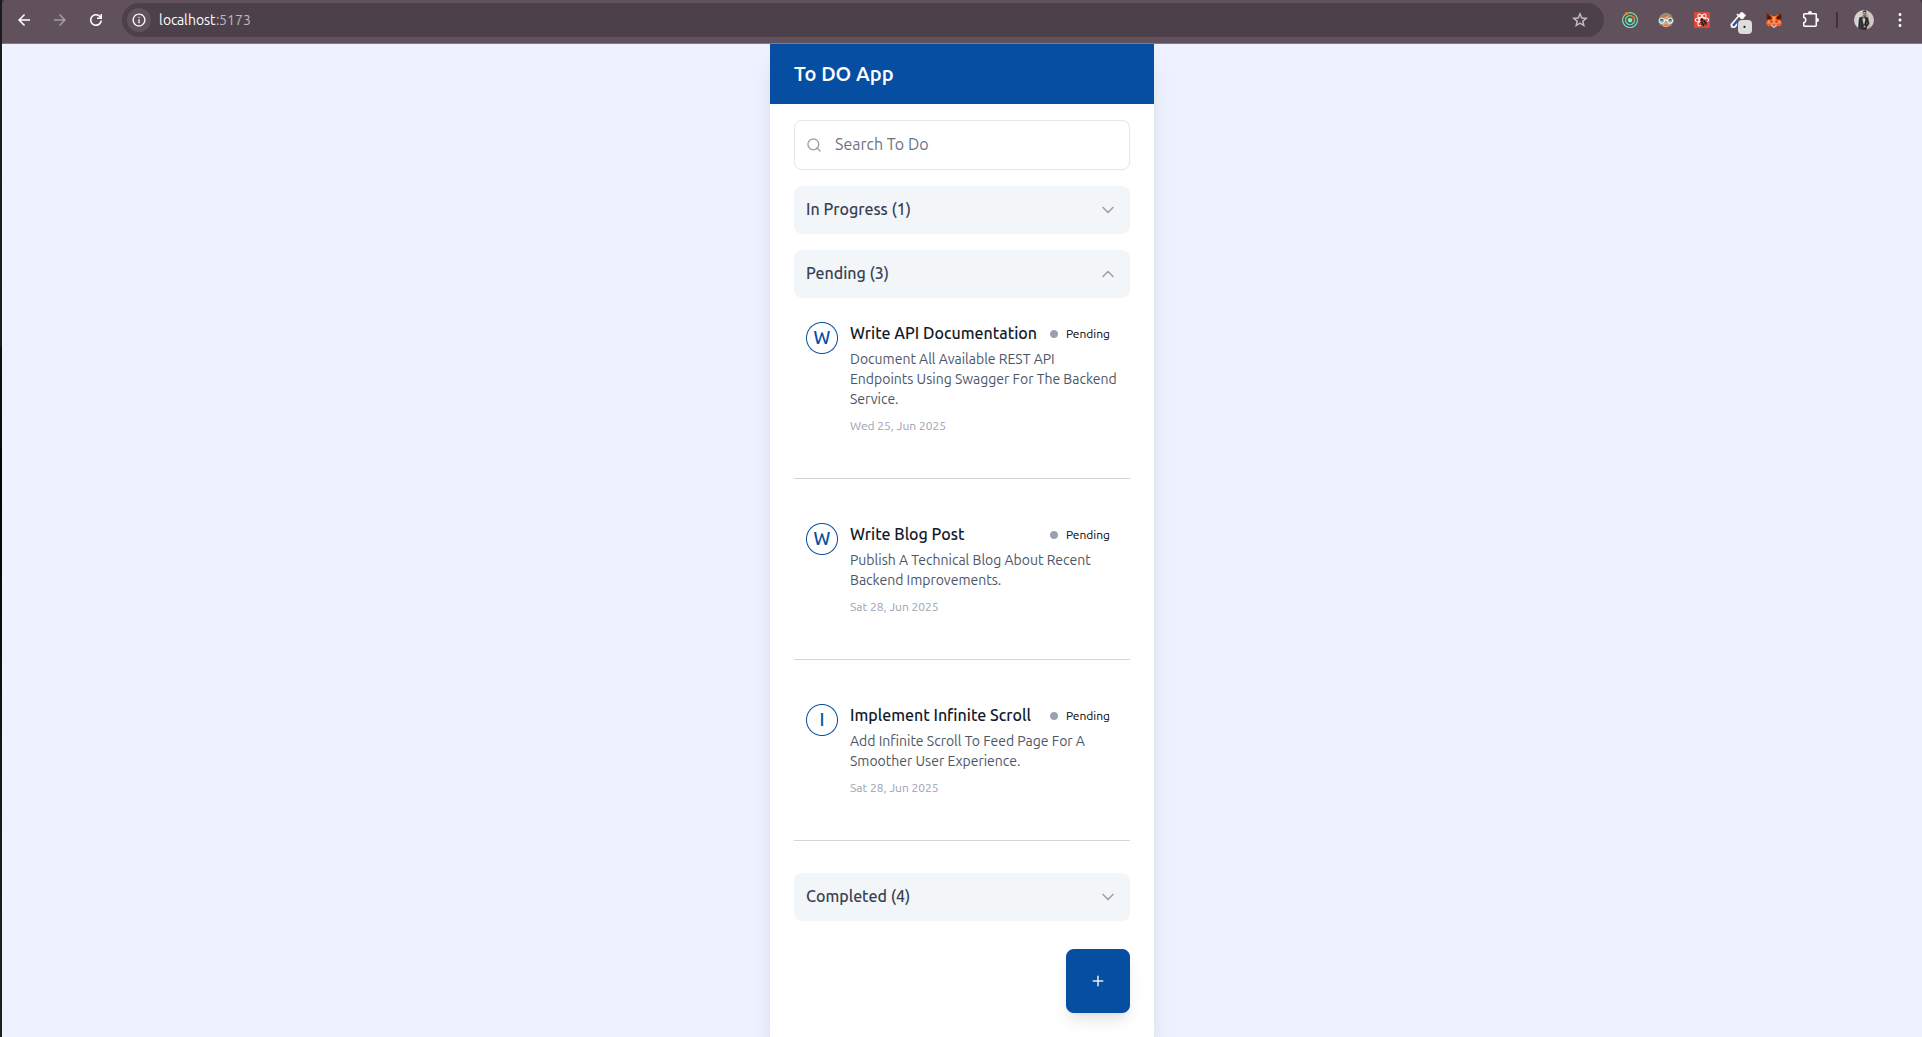 localhost:5173
To DO App
Search To Do
In Progress (1)
Pending (3)
W
Write API Documentation
Pending
Document All Available REST API
Endpoints Using Swagger For The Backend
Service.
Wed 25, Jun 2025
W
Write Blog Post
Pending
Publish A Technical Blog About Recent
Backend Improvements.
Sat 28, Jun 2025
I
Implement Infinite Scroll
Pending
Add Infinite Scroll To Feed Page For A
Smoother User Experience.
Sat 28, Jun 2025
Completed (4)
+